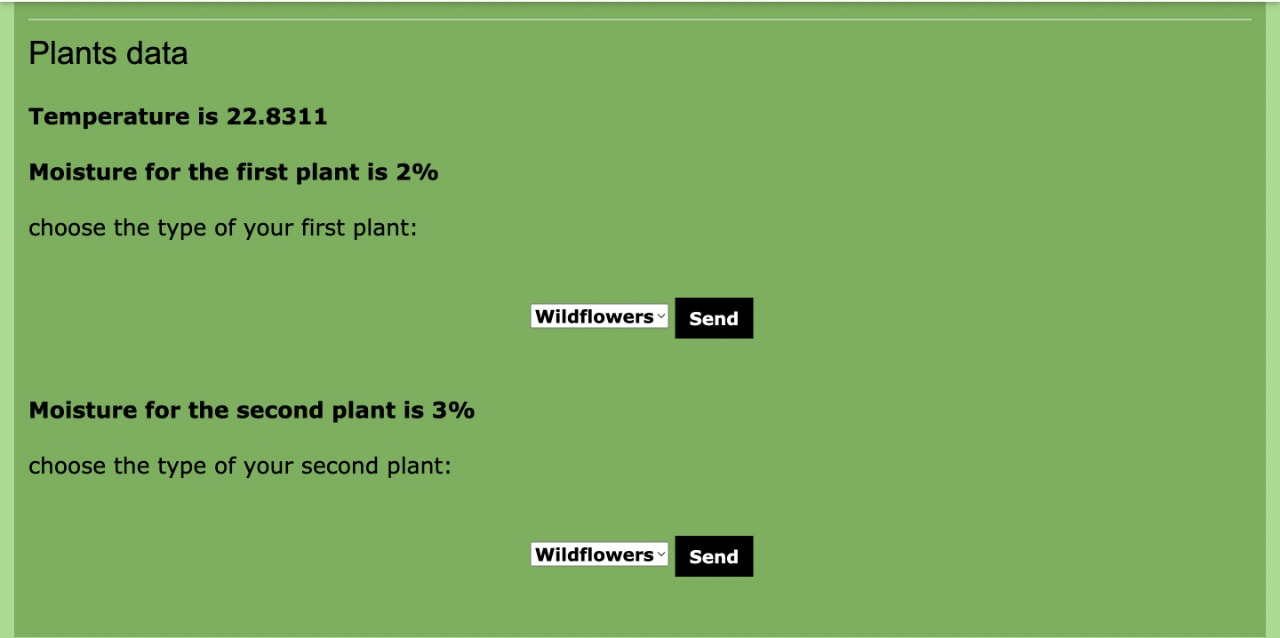 Plants data
Temperature is 22.8311
Moisture for the first plant is 2%
choose the type of your first plant:
Wildflowers Send
Moisture for the second plant is 3%
choose the type of your second plant:
Wildflowers Send